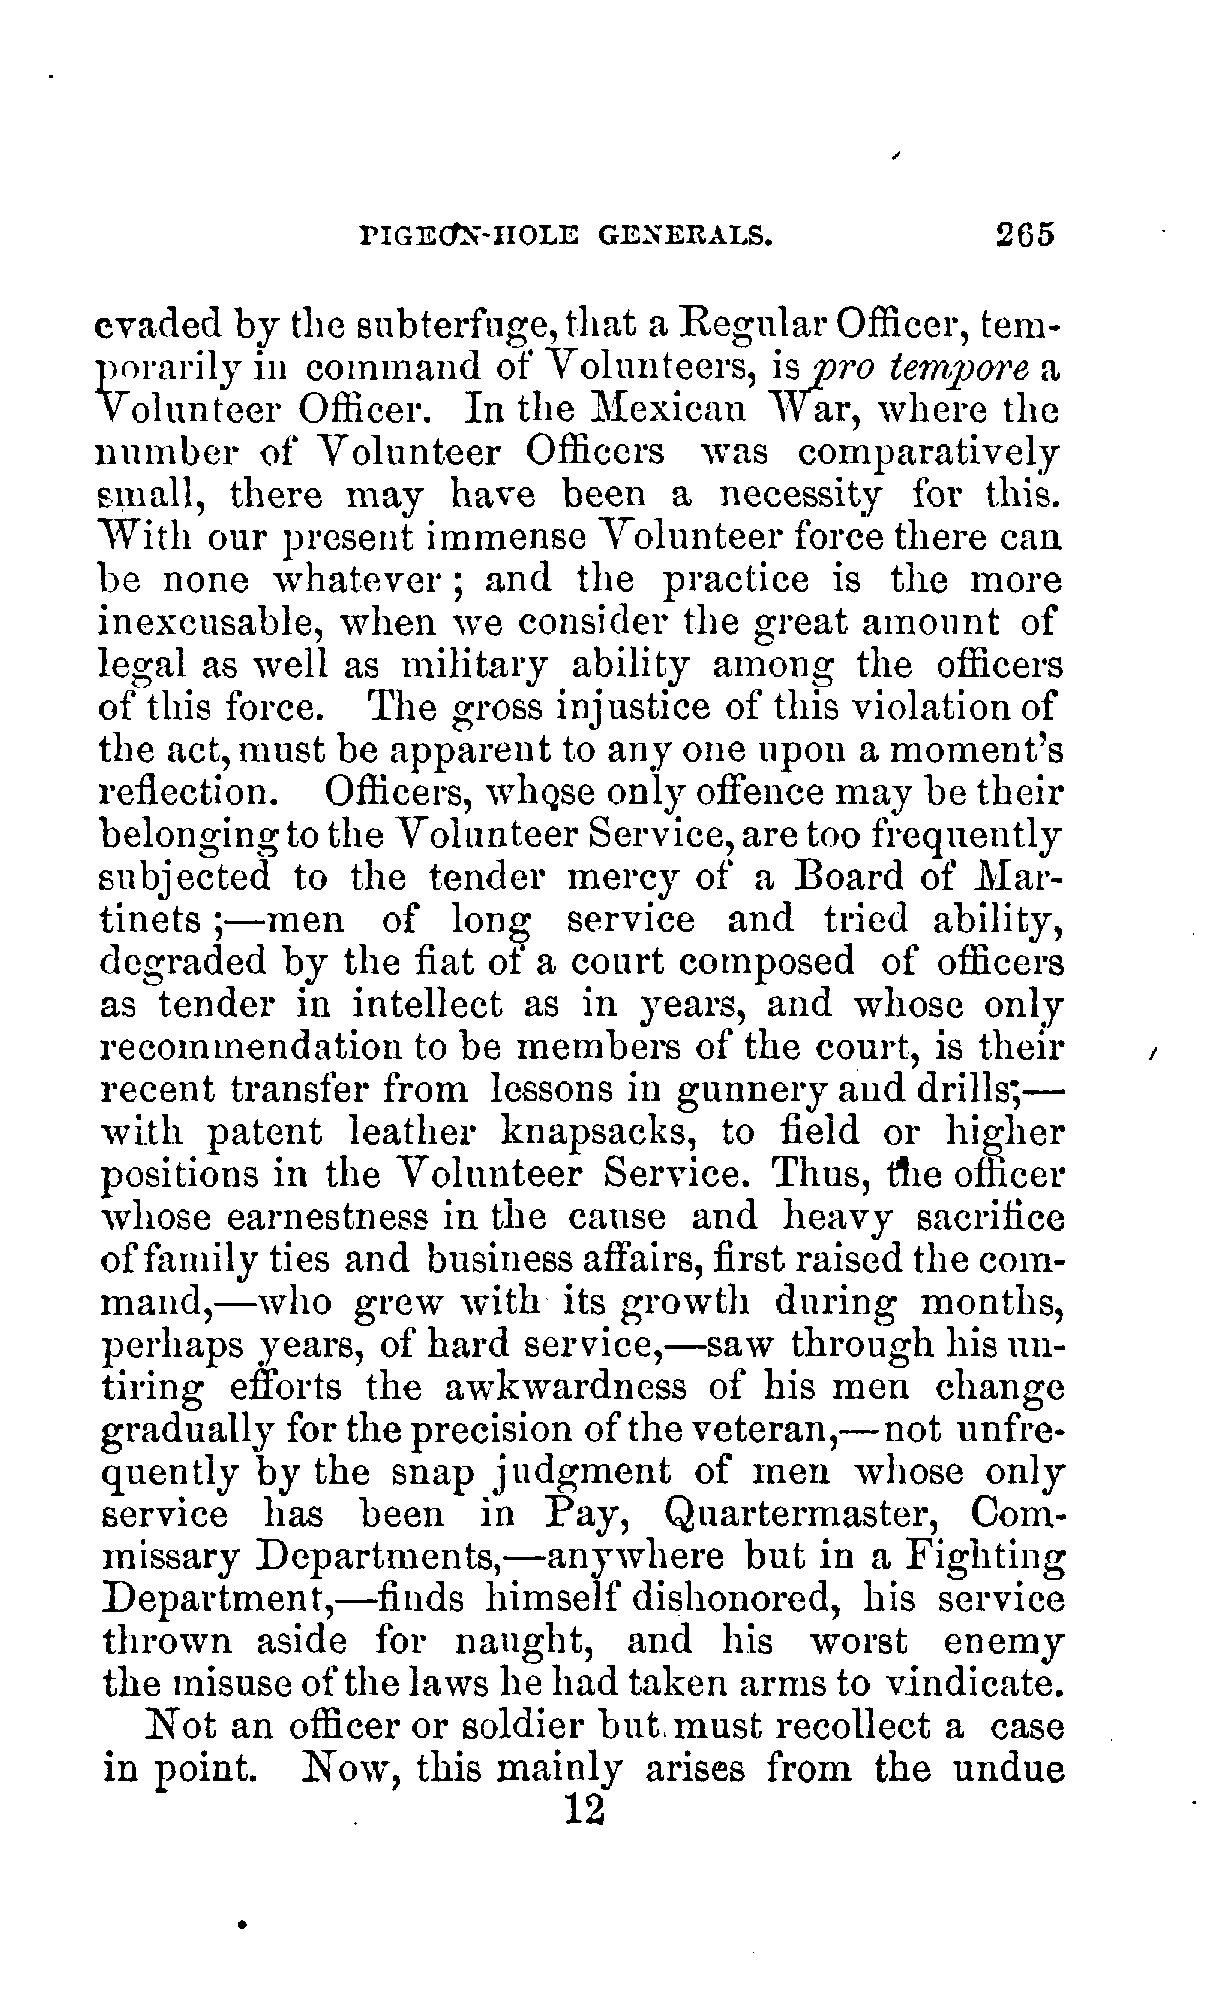 PIGEON-HOLE GENERALS. 265
evaded by the subterfuge, that a Regular Officer, tem-
porarily in command of Volunteers, is pro tempore a
Volunteer Officer. In the Mexican War, where the
number of Volunteer Officers was comparatively
small, there may have been a necessity for this.
With our present immense Volunteer force there can
be none whatever ; and the practice is the more
inexcusable, when we consider the great amount of
legal as well as military ability among the officers
of this force. The gross injustice of this violation of
the act, must be apparent to any one upon a moment's
reflection. Officers, whose only offence may be their
belonging to the Volunteer Service, are too frequently
subjected to the tender mercy of a Board of Mar-
tinets ;—men of long service and tried ability,
degraded by the fiat of a court composed of officers
as tender in intellect as in years, and whose only
recommendation to be members of the court, is their
recent transfer from lessons in gunnery and drills;—
with patent leather knapsacks, to field or higher
positions in the Volunteer Service. Thus, the officer
whose earnestness in the cause and heavy sacrifice
of family ties and business affairs, first raised the com-
mand,—who grew with its growth during months,
perhaps years, of hard service,—saw through his un-
tiring efforts the awkwardness of his men change
gradually for the precision of the veteran,—not unfre-
quently by the snap judgment of men whose only
service has been in Pay, Quartermaster, Com-
missary Departments,—anywhere but in a Fighting
Department,—finds himself dishonored, his service
thrown aside for naught, and his worst enemy
the misuse of the laws he had taken arms to vindicate.
Not an officer or soldier but must recollect a case
in point. Now, this mainly arises from the undue
12